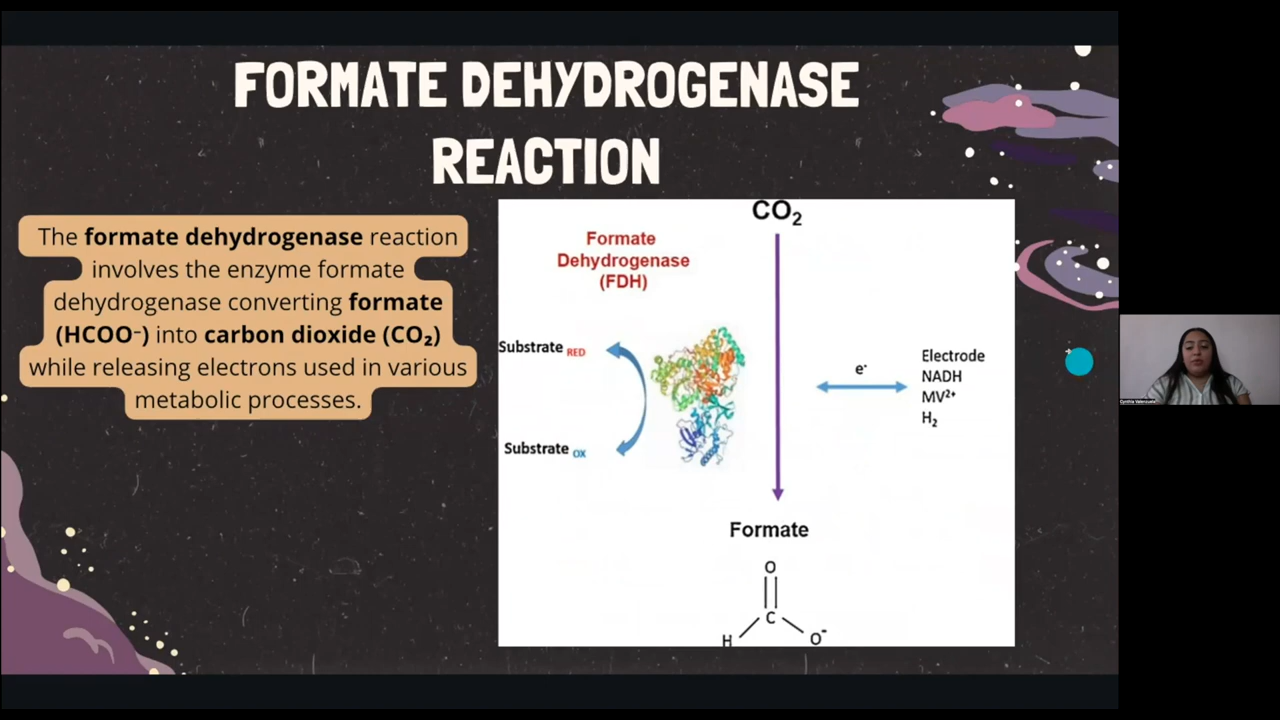 FORMATE DEHYDROGENASE
REACTION
The formate dehydrogenase reaction
involves the enzyme formate
dehydrogenase converting formate
(HCOO⁻) into carbon dioxide (CO₂)
while releasing electrons used in various
metabolic processes.
CO₂
Formate
Dehydrogenase
(FDH)
Substrate RED
Substrate OX
e⁻
Electrode
NADH
MV²⁺
H₂
Formate
O
C
H
O⁻
Cynthia Valenzuela